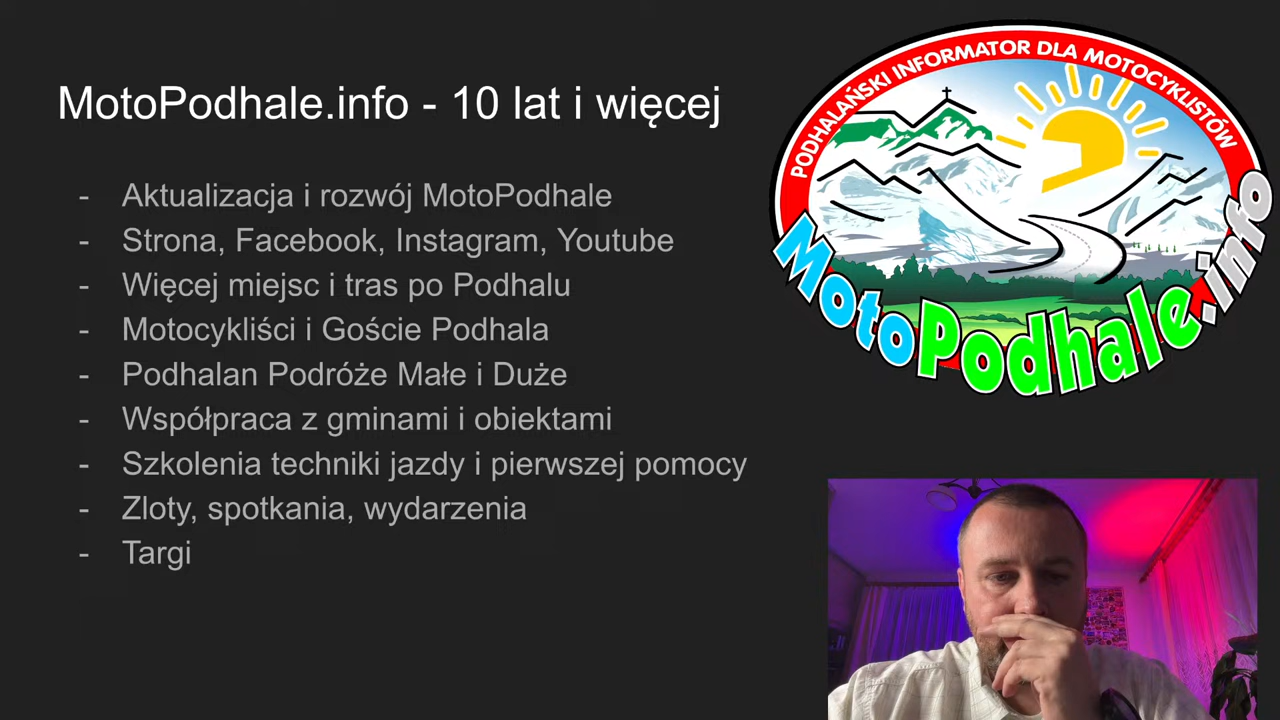 MotoPodhale.info - 10 lat i więcej
- Aktualizacja i rozwój MotoPodhale
- Strona, Facebook, Instagram, Youtube
- Więcej miejsc i tras po Podhalu
- Motocykliści i Goście Podhala
- Podhalan Podróże Małe i Duże
- Współpraca z gminami i obiektami
- Szkolenia techniki jazdy i pierwszej pomocy
- Zloty, spotkania, wydarzenia
- Targi
PODHALAŃSKI INFORMATOR DLA MOTOCYKLISTÓW
MotoPodhale.info